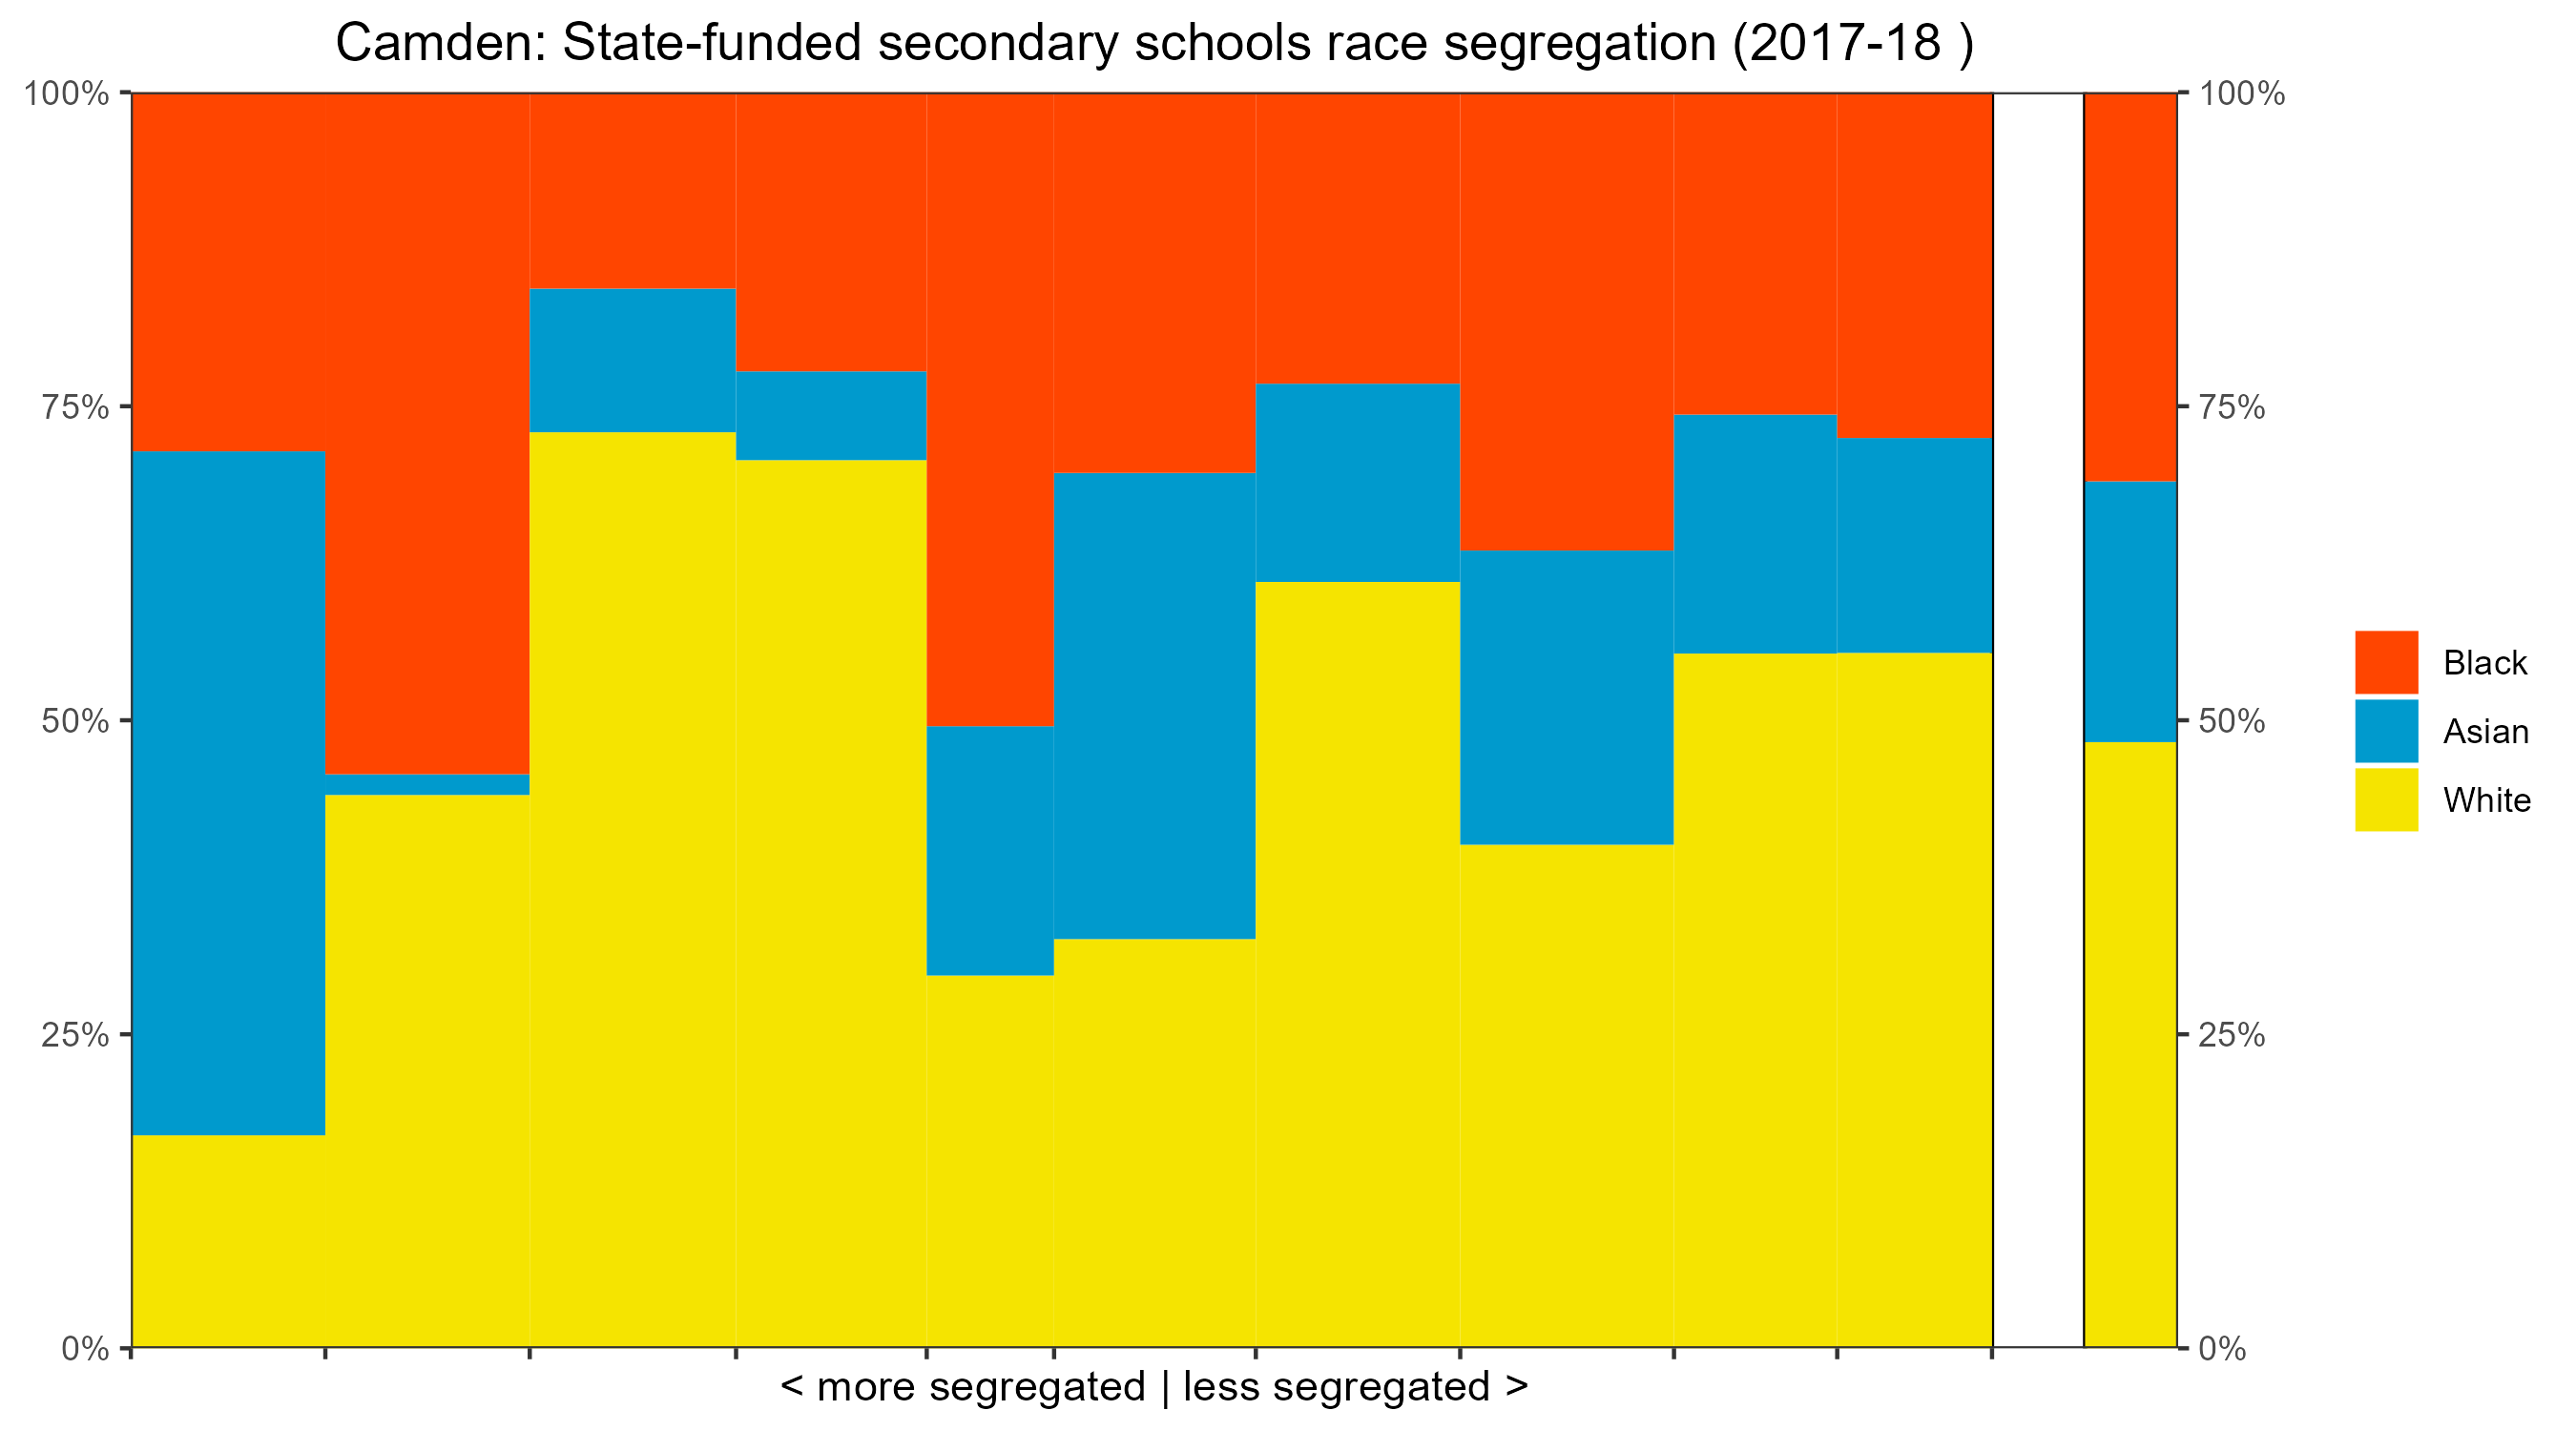 Camden: State-funded secondary schools race segregation (2017-18 )
100%
75%
50%
25%
0%
100%
75%
50%
25%
0%
Black
Asian
White
< more segregated | less segregated >